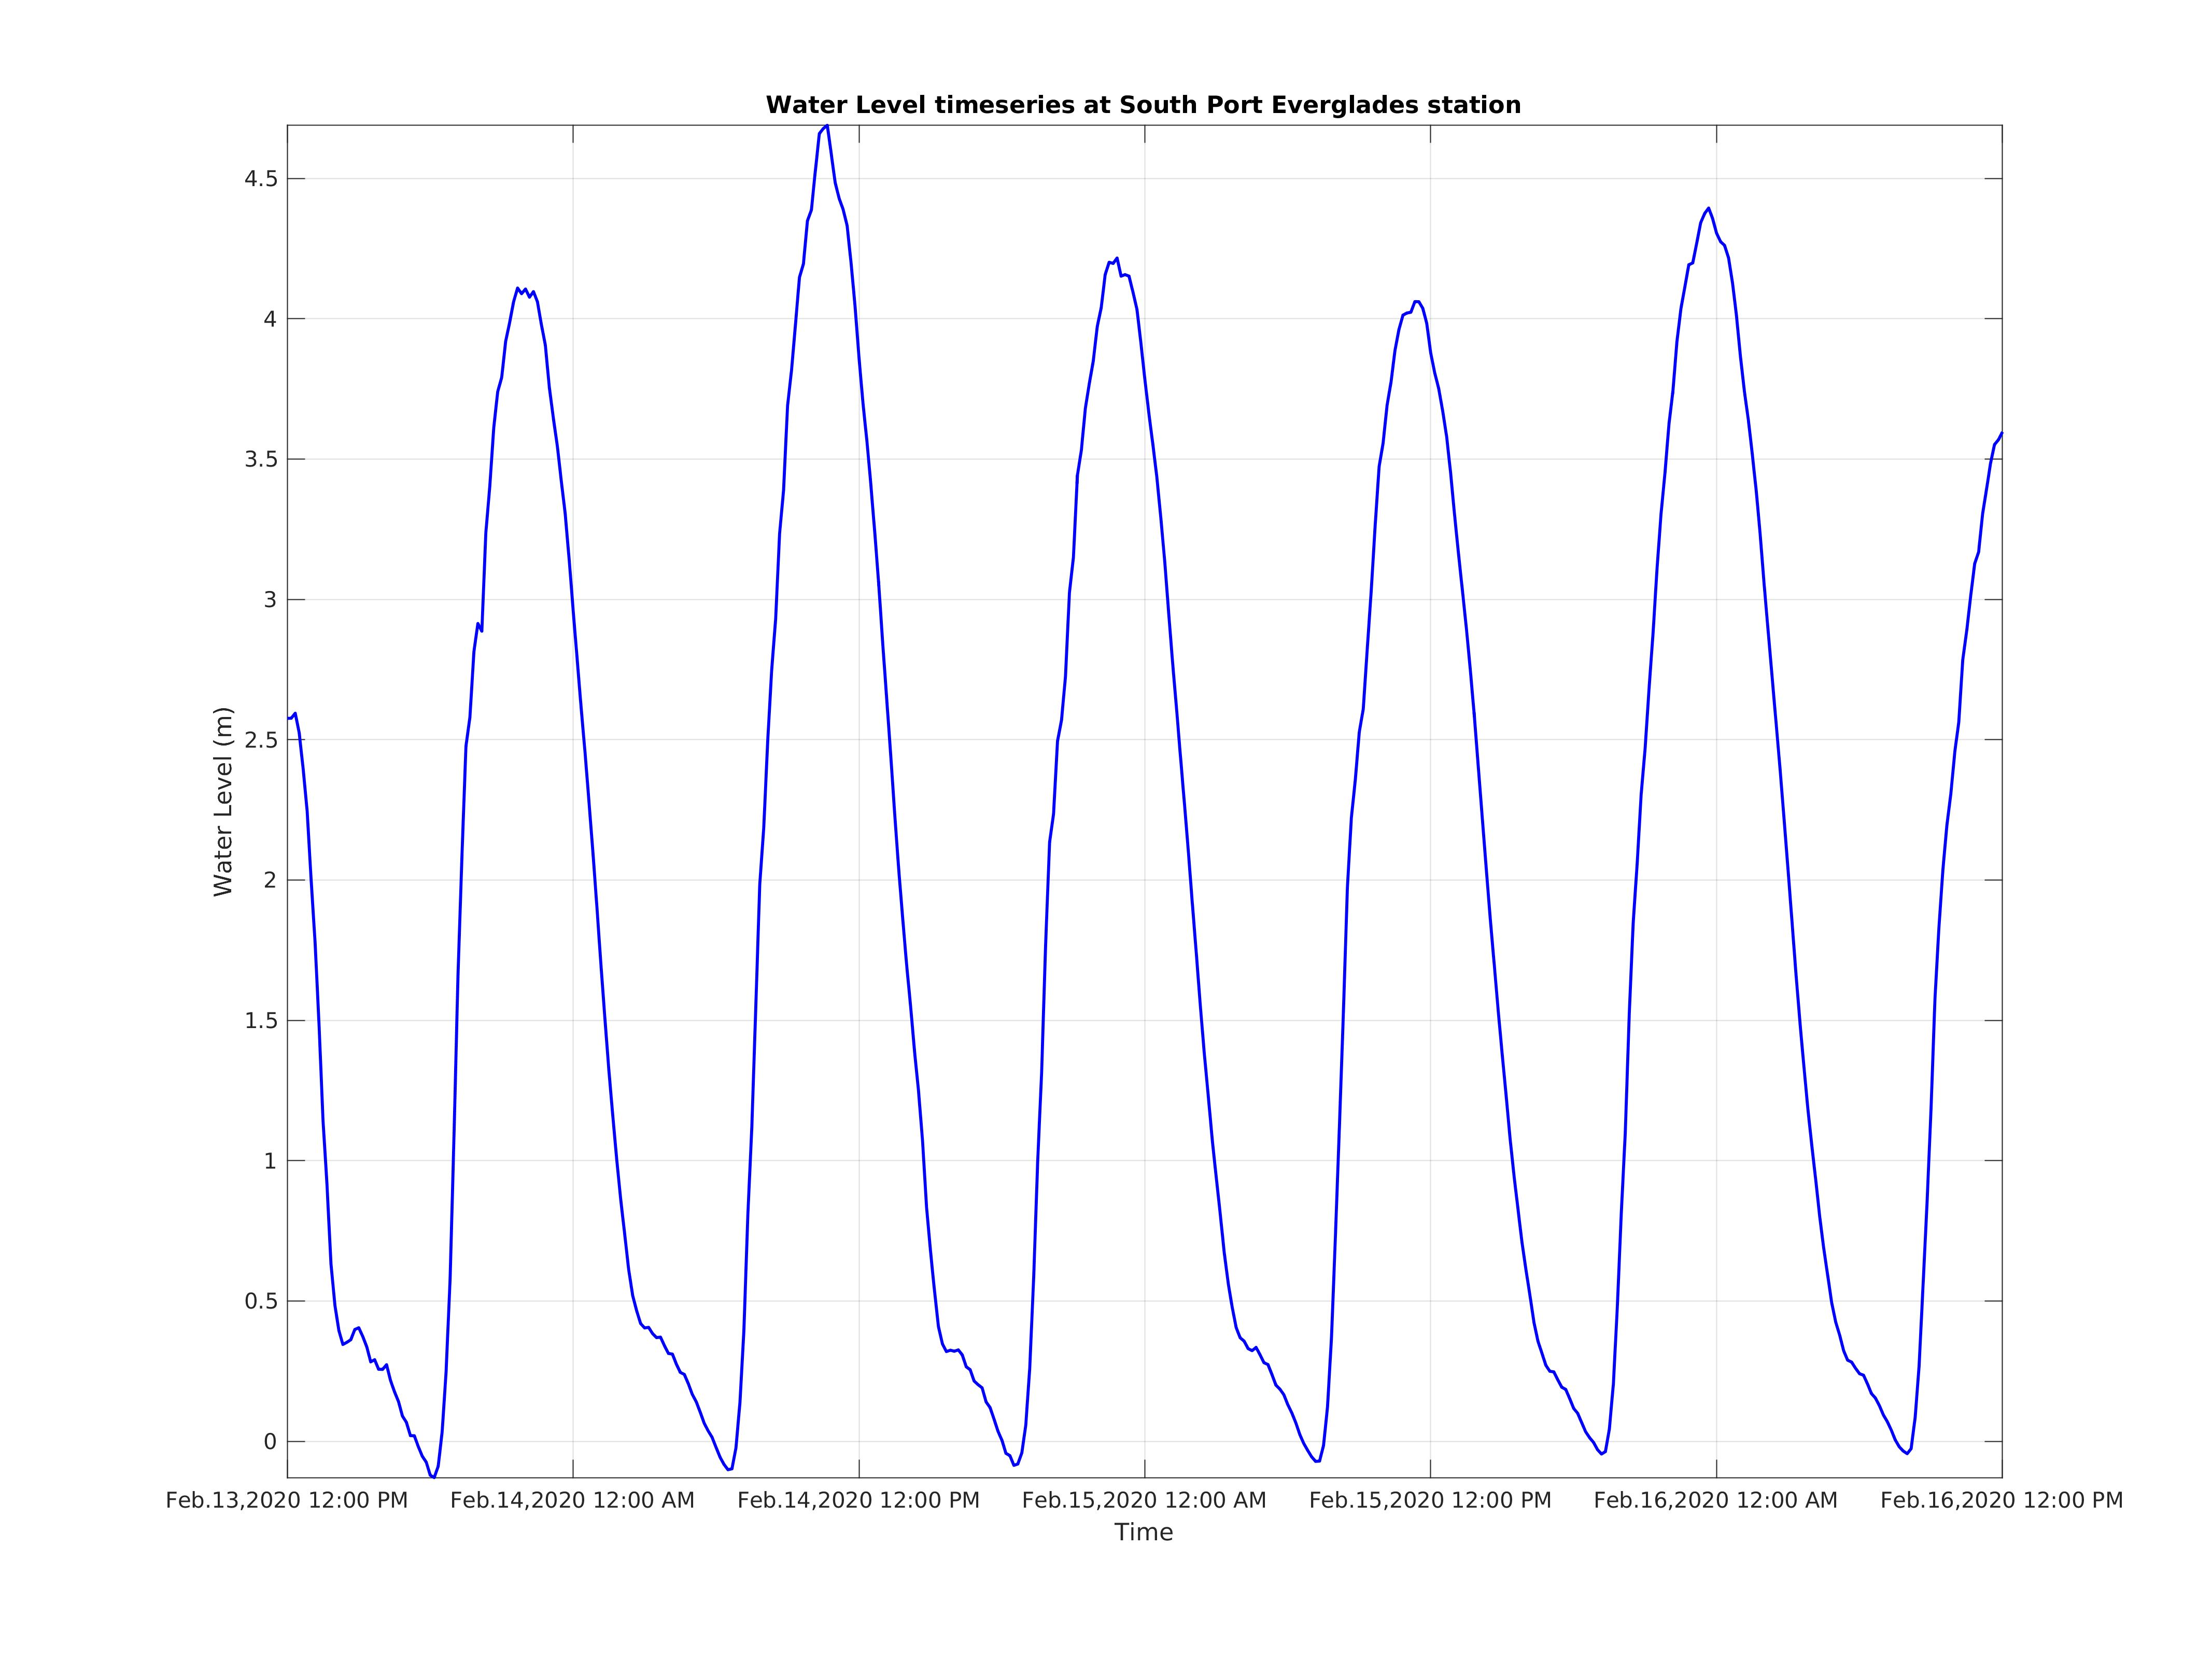 Water Level timeseries at South Port Everglades station
4.5
4
3.5
3
2.5
2
1.5
1
0.5
0
Water Level (m)
Feb.13,2020 12:00 PM
Feb.14,2020 12:00 AM
Feb.14,2020 12:00 PM
Feb.15,2020 12:00 AM
Feb.15,2020 12:00 PM
Feb.16,2020 12:00 AM
Feb.16,2020 12:00 PM
Time